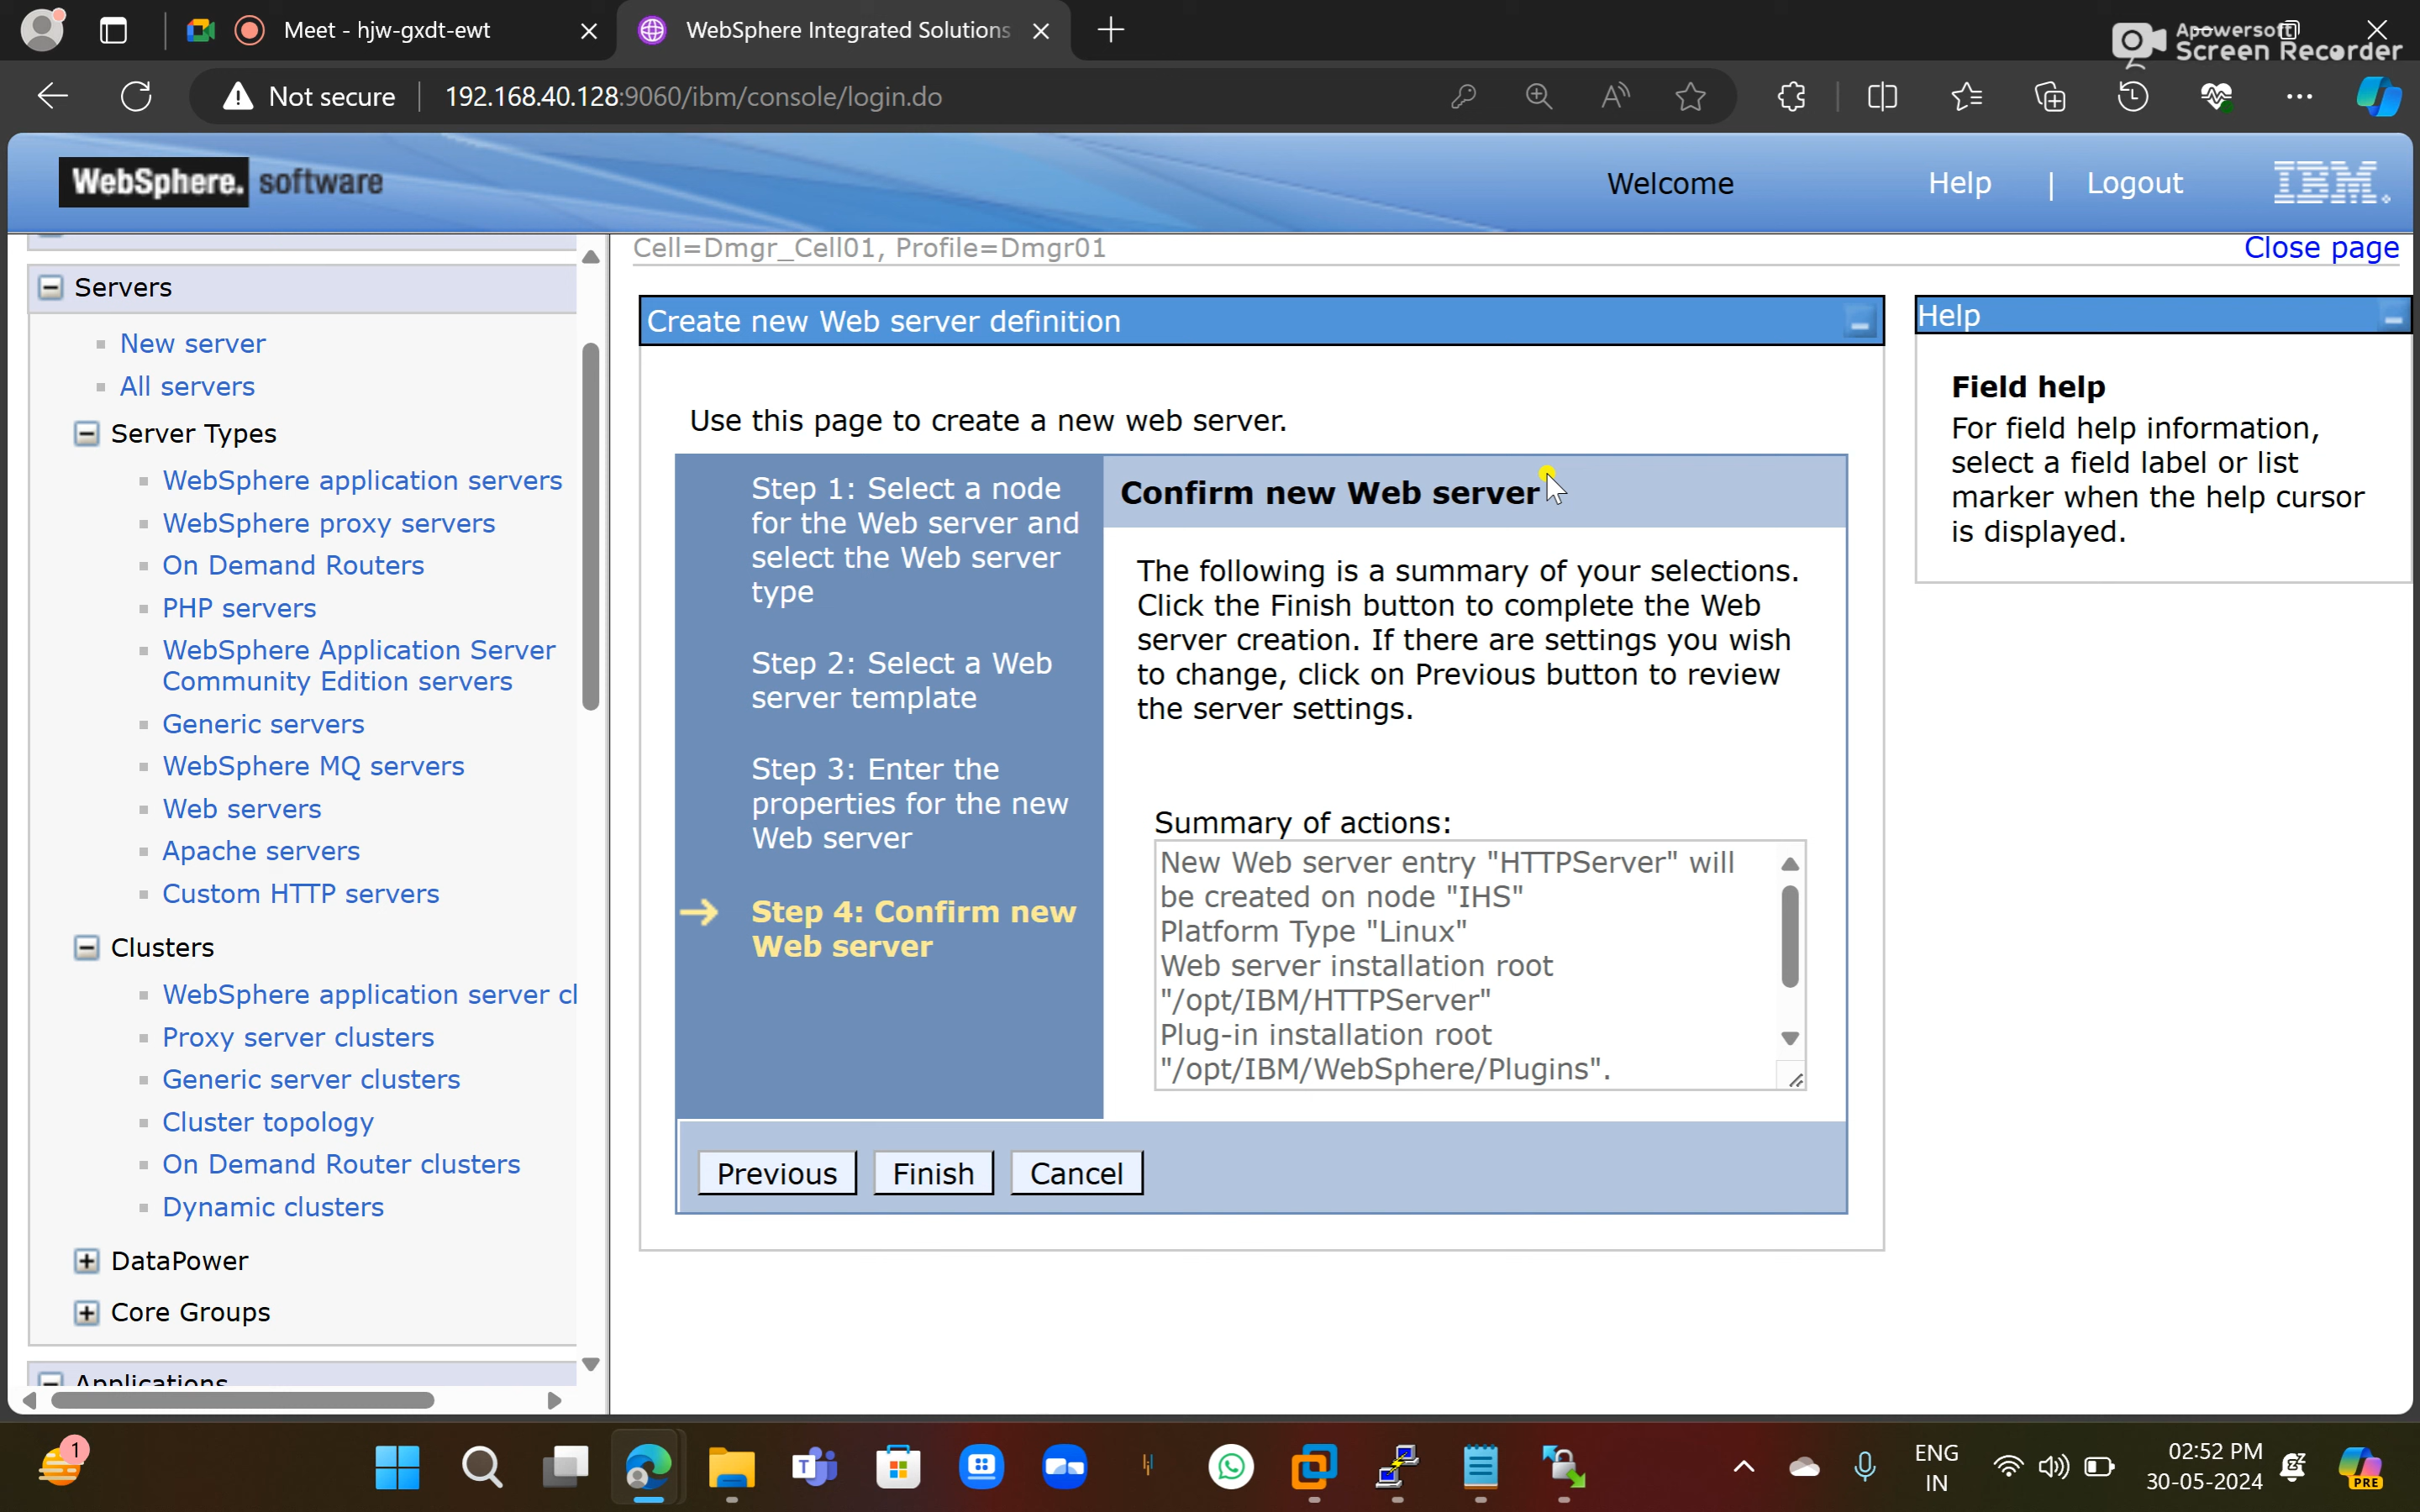 Meet - hjw-gxdt-ewt
WebSphere Integrated Solutions
Apowersoft
Screen Recorder
Not secure
192.168.40.128:9060/ibm/console/login.do
WebSphere. software
Welcome
Help | Logout
IBM.
Cell=Dmgr_Cell01, Profile=Dmgr01
Close page
Servers
New server
All servers
Server Types
WebSphere application servers
WebSphere proxy servers
On Demand Routers
PHP servers
WebSphere Application Server
Community Edition servers
Generic servers
WebSphere MQ servers
Web servers
Apache servers
Custom HTTP servers
Clusters
WebSphere application server cl
Proxy server clusters
Generic server clusters
Cluster topology
On Demand Router clusters
Dynamic clusters
DataPower
Core Groups
Applications
Create new Web server definition
Use this page to create a new web server.
Step 1: Select a node
for the Web server and
select the Web server
type
Step 2: Select a Web
server template
Step 3: Enter the
properties for the new
Web server
Step 4: Confirm new
Web server
Confirm new Web server
The following is a summary of your selections.
Click the Finish button to complete the Web
server creation. If there are settings you wish
to change, click on Previous button to review
the server settings.
Summary of actions:
New Web server entry "HTTPServer" will
be created on node "IHS"
Platform Type "Linux"
Web server installation root
"/opt/IBM/HTTPServer"
Plug-in installation root
"/opt/IBM/WebSphere/Plugins".
Previous
Finish
Cancel
Help
Field help
For field help information,
select a field label or list
marker when the help cursor
is displayed.
1
T
PRE
ENG
IN
02:52 PM
30-05-2024